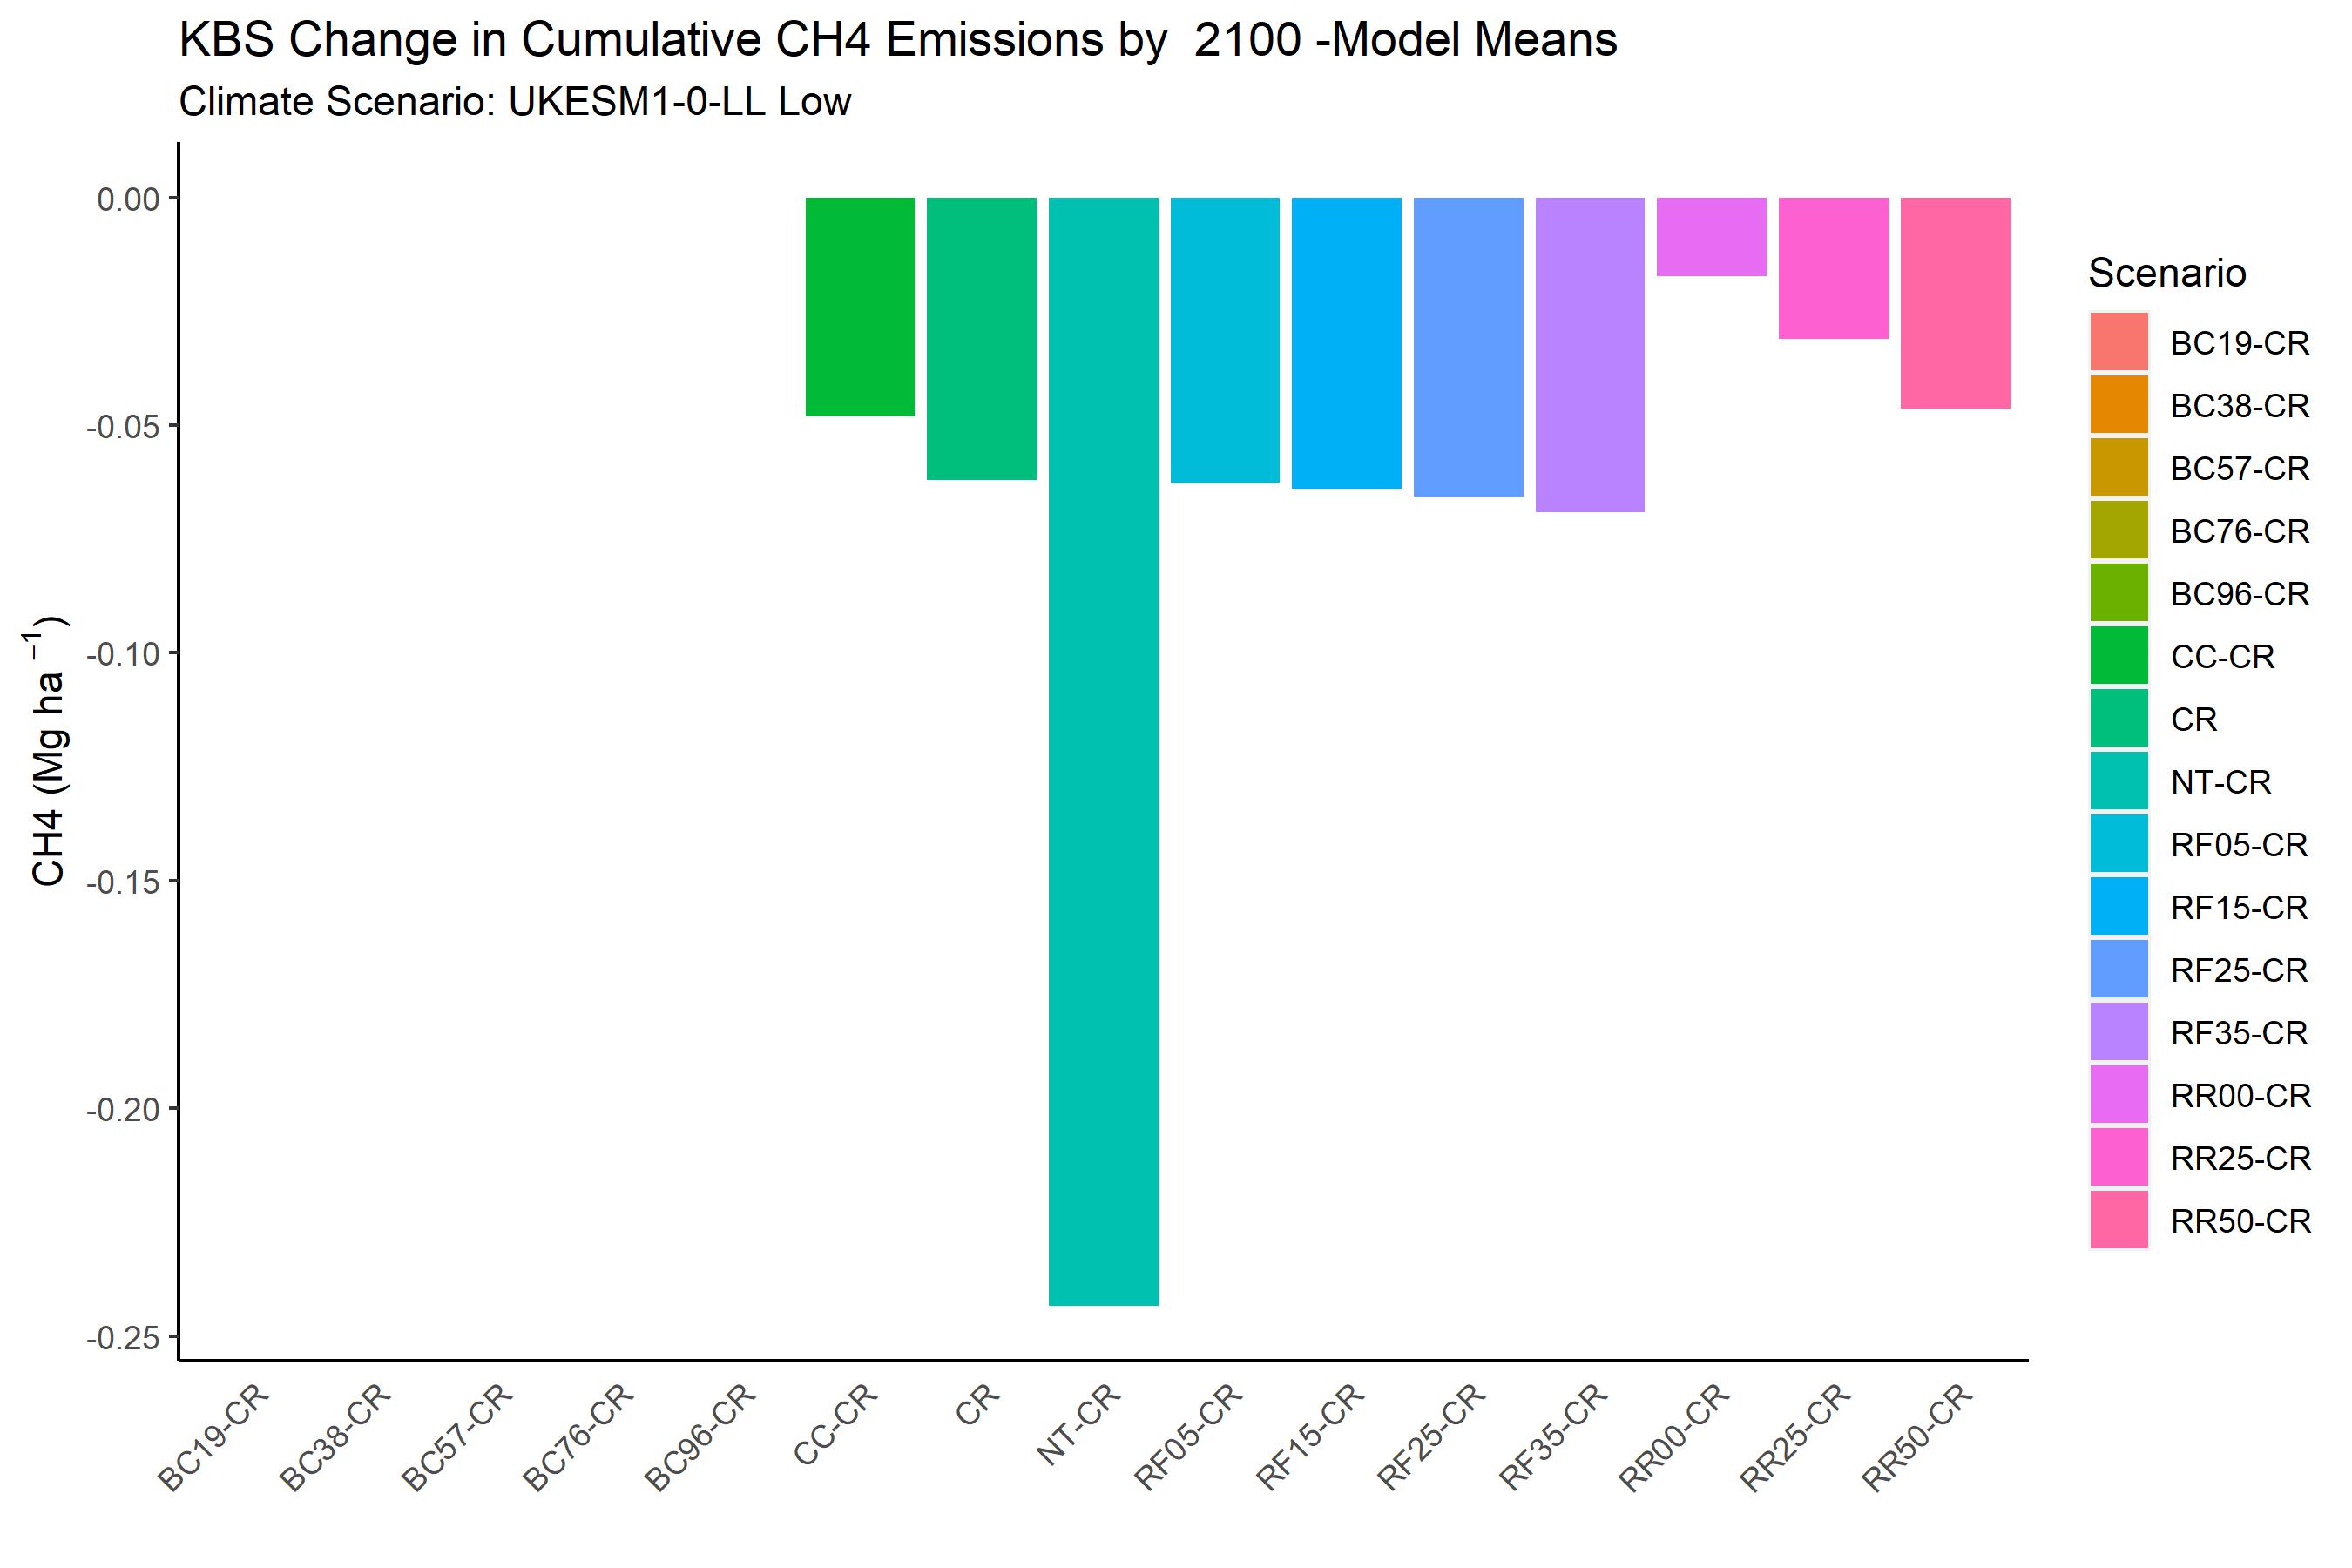 KBS Change in Cumulative CH4 Emissions by  2100 -Model Means
Climate Scenario: UKESM1-0-LL Low
CH4 (Mg ha −1)
0.00
-0.05
-0.10
-0.15
-0.20
-0.25
BC19-CR
BC38-CR
BC57-CR
BC76-CR
BC96-CR
CC-CR
CR
NT-CR
RF05-CR
RF15-CR
RF25-CR
RF35-CR
RR00-CR
RR25-CR
RR50-CR
Scenario
BC19-CR
BC38-CR
BC57-CR
BC76-CR
BC96-CR
CC-CR
CR
NT-CR
RF05-CR
RF15-CR
RF25-CR
RF35-CR
RR00-CR
RR25-CR
RR50-CR